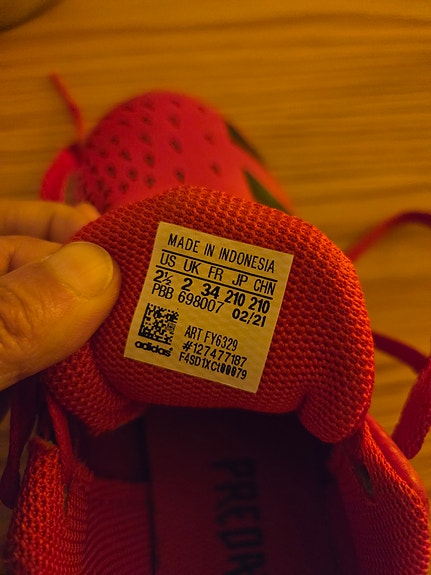 MADE IN INDONESIA
US UK FR JP CHN
2½ 2 34 210 210
PBB 698007 02/21
ART FY6329
#127477187
adidas F4SD1XCt00079
PREDA